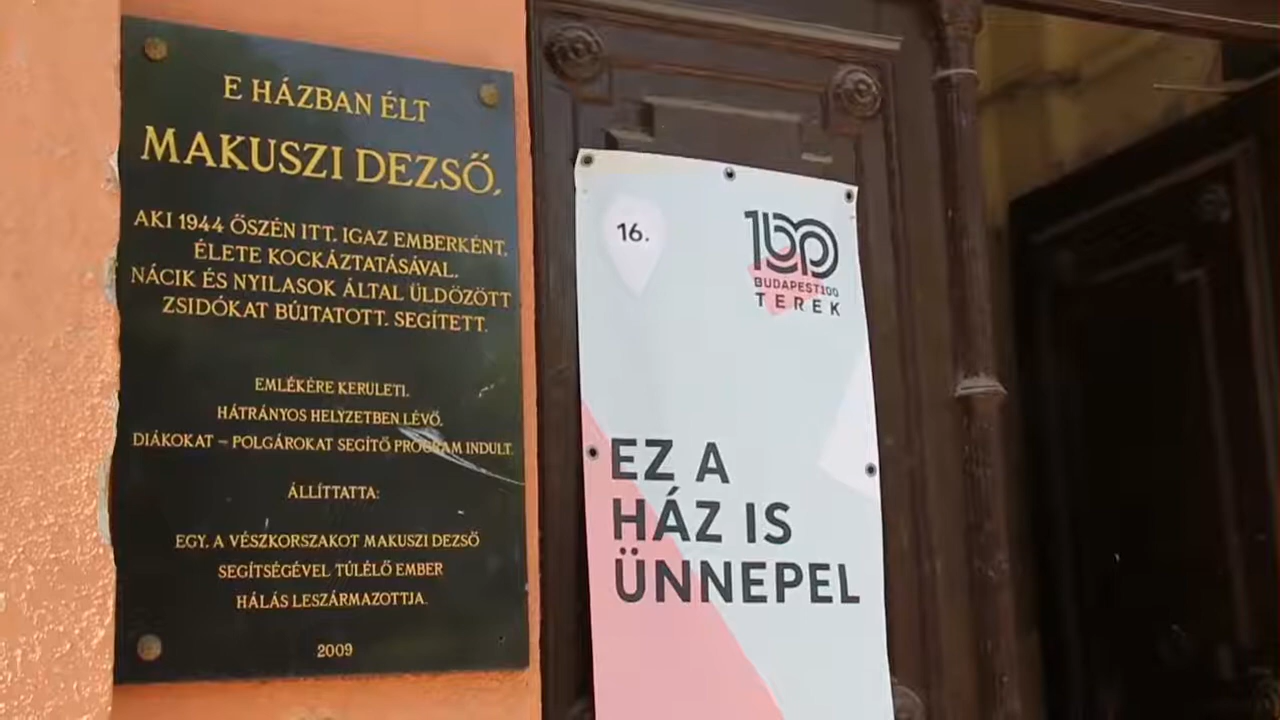 E HÁZBAN ÉLT
MAKUSZI DEZSŐ,
AKI 1944 ŐSZÉN ITT, IGAZ EMBERKÉNT,
ÉLETE KOCKÁZTATÁSÁVAL,
NÁCIK ÉS NYILASOK ÁLTAL ÜLDÖZÖTT
ZSIDÓKAT BÚJTATOTT, SEGÍTETT.
EMLÉKÉRE KERÜLETI,
HÁTRÁNYOS HELYZETBEN LÉVŐ,
DIÁKOKAT – POLGÁROKAT SEGÍTŐ PROGRAM INDULT.
ÁLLÍTTATTA:
EGY, A VÉSZKORSZAKOT MAKUSZI DEZSŐ
SEGÍTSÉGÉVEL TÚLÉLŐ EMBER
HÁLÁS LESZÁRMAZOTTJA.
2009
16.
100
BUDAPEST100
TEREK
EZ A
HÁZ IS
ÜNNEPEL